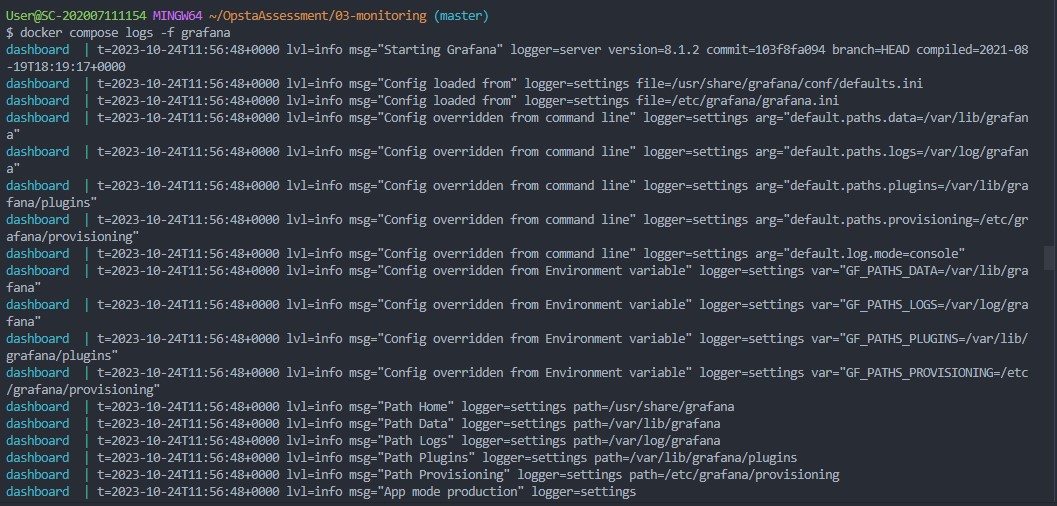 User@SC-202007111154 MINGW64 ~/OpstaAssessment/03-monitoring (master)
$ docker compose logs -f grafana
dashboard  | t=2023-10-24T11:56:48+0000 lvl=info msg="Starting Grafana" logger=server version=8.1.2 commit=103f8fa094 branch=HEAD compiled=2021-08
-19T18:19:17+0000
dashboard  | t=2023-10-24T11:56:48+0000 lvl=info msg="Config loaded from" logger=settings file=/usr/share/grafana/conf/defaults.ini
dashboard  | t=2023-10-24T11:56:48+0000 lvl=info msg="Config loaded from" logger=settings file=/etc/grafana/grafana.ini
dashboard  | t=2023-10-24T11:56:48+0000 lvl=info msg="Config overridden from command line" logger=settings arg="default.paths.data=/var/lib/grafan
a"
dashboard  | t=2023-10-24T11:56:48+0000 lvl=info msg="Config overridden from command line" logger=settings arg="default.paths.logs=/var/log/grafan
a"
dashboard  | t=2023-10-24T11:56:48+0000 lvl=info msg="Config overridden from command line" logger=settings arg="default.paths.plugins=/var/lib/gra
fana/plugins"
dashboard  | t=2023-10-24T11:56:48+0000 lvl=info msg="Config overridden from command line" logger=settings arg="default.paths.provisioning=/etc/gr
afana/provisioning"
dashboard  | t=2023-10-24T11:56:48+0000 lvl=info msg="Config overridden from command line" logger=settings arg="default.log.mode=console"
dashboard  | t=2023-10-24T11:56:48+0000 lvl=info msg="Config overridden from Environment variable" logger=settings var="GF_PATHS_DATA=/var/lib/gra
fana"
dashboard  | t=2023-10-24T11:56:48+0000 lvl=info msg="Config overridden from Environment variable" logger=settings var="GF_PATHS_LOGS=/var/log/gra
fana"
dashboard  | t=2023-10-24T11:56:48+0000 lvl=info msg="Config overridden from Environment variable" logger=settings var="GF_PATHS_PLUGINS=/var/lib/
grafana/plugins"
dashboard  | t=2023-10-24T11:56:48+0000 lvl=info msg="Config overridden from Environment variable" logger=settings var="GF_PATHS_PROVISIONING=/etc
/grafana/provisioning"
dashboard  | t=2023-10-24T11:56:48+0000 lvl=info msg="Path Home" logger=settings path=/usr/share/grafana
dashboard  | t=2023-10-24T11:56:48+0000 lvl=info msg="Path Data" logger=settings path=/var/lib/grafana
dashboard  | t=2023-10-24T11:56:48+0000 lvl=info msg="Path Logs" logger=settings path=/var/log/grafana
dashboard  | t=2023-10-24T11:56:48+0000 lvl=info msg="Path Plugins" logger=settings path=/var/lib/grafana/plugins
dashboard  | t=2023-10-24T11:56:48+0000 lvl=info msg="Path Provisioning" logger=settings path=/etc/grafana/provisioning
dashboard  | t=2023-10-24T11:56:48+0000 lvl=info msg="App mode production" logger=settings